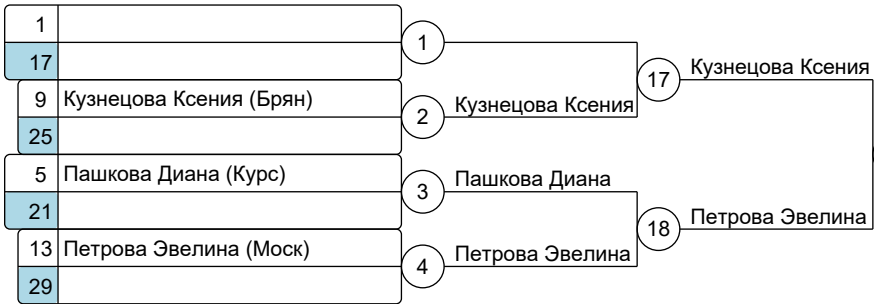 1
17
1
9 Кузнецова Ксения (Брян)
25
2
Кузнецова Ксения
17
Кузнецова Ксения
5 Пашкова Диана (Курс)
21
3
Пашкова Диана
13 Петрова Эвелина (Моск)
29
4
Петрова Эвелина
18
Петрова Эвелина